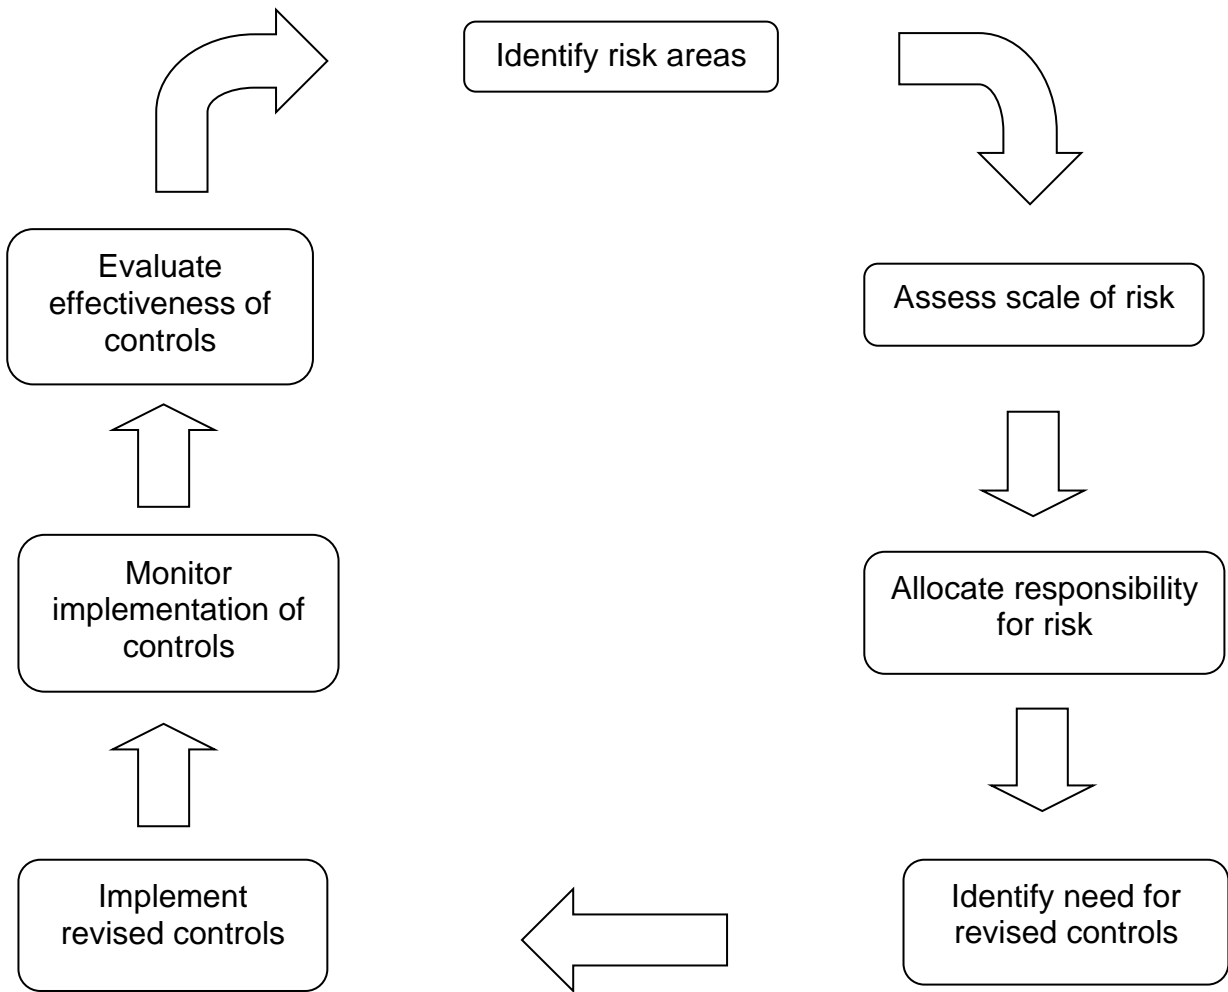 Identify risk areas
Assess scale of risk
Allocate responsibility
for risk
Identify need for
revised controls
Implement
revised controls
Monitor
implementation of
controls
Evaluate
effectiveness of
controls